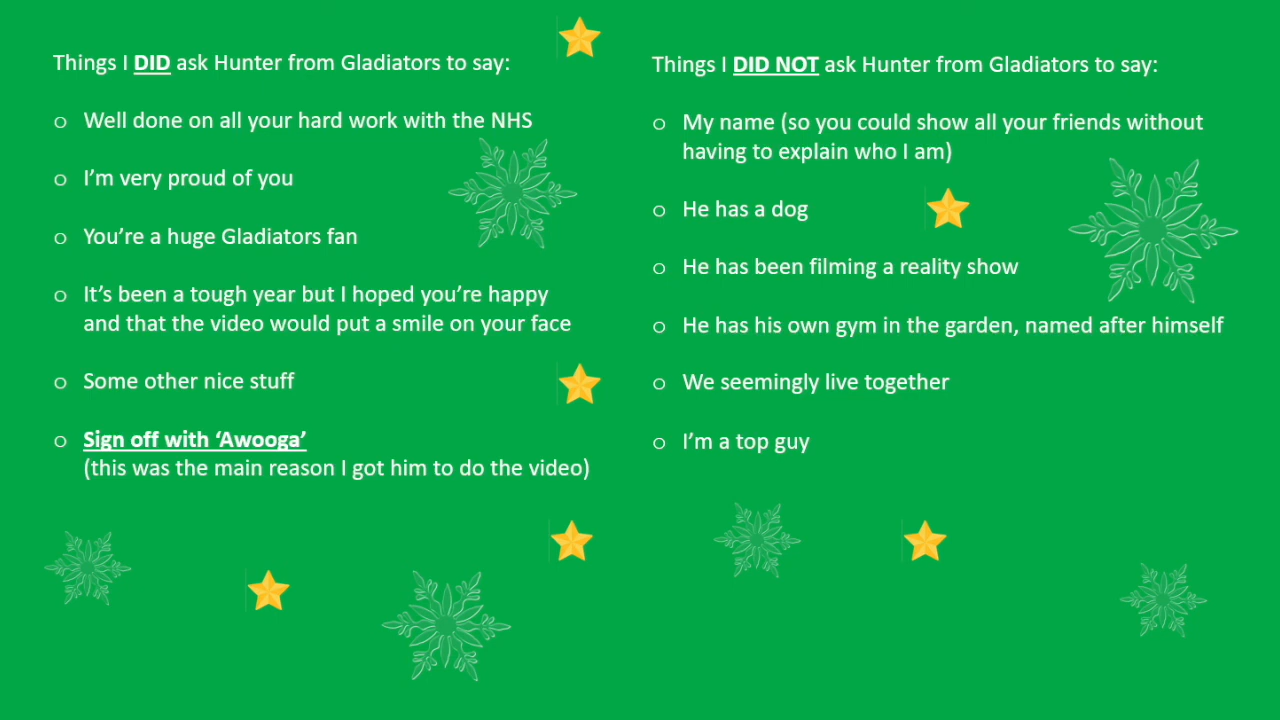 Things I DID ask Hunter from Gladiators to say:
o Well done on all your hard work with the NHS
o I’m very proud of you
o You’re a huge Gladiators fan
o It’s been a tough year but I hoped you’re happy
and that the video would put a smile on your face
o Some other nice stuff
o Sign off with ‘Awooga’
(this was the main reason I got him to do the video)
Things I DID NOT ask Hunter from Gladiators to say:
o My name (so you could show all your friends without
having to explain who I am)
o He has a dog
o He has been filming a reality show
o He has his own gym in the garden, named after himself
o We seemingly live together
o I’m a top guy